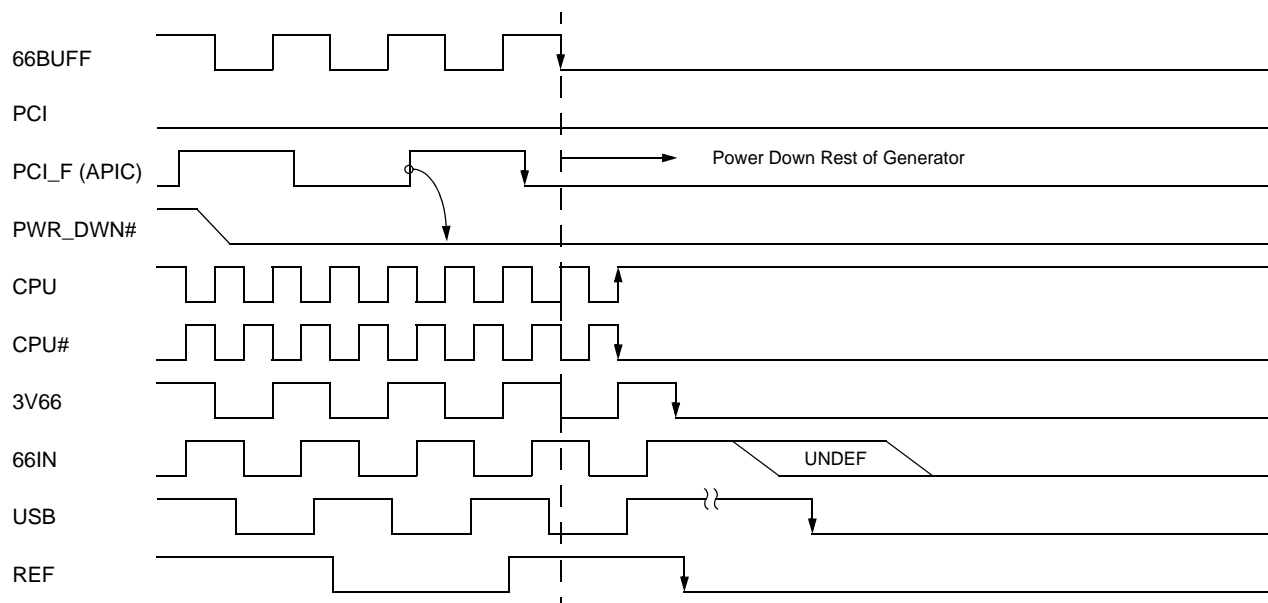 66BUFF
PCI
PCI_F (APIC)
Power Down Rest of Generator
PWR_DWN#
CPU
CPU#
3V66
66IN
UNDEF
USB
REF